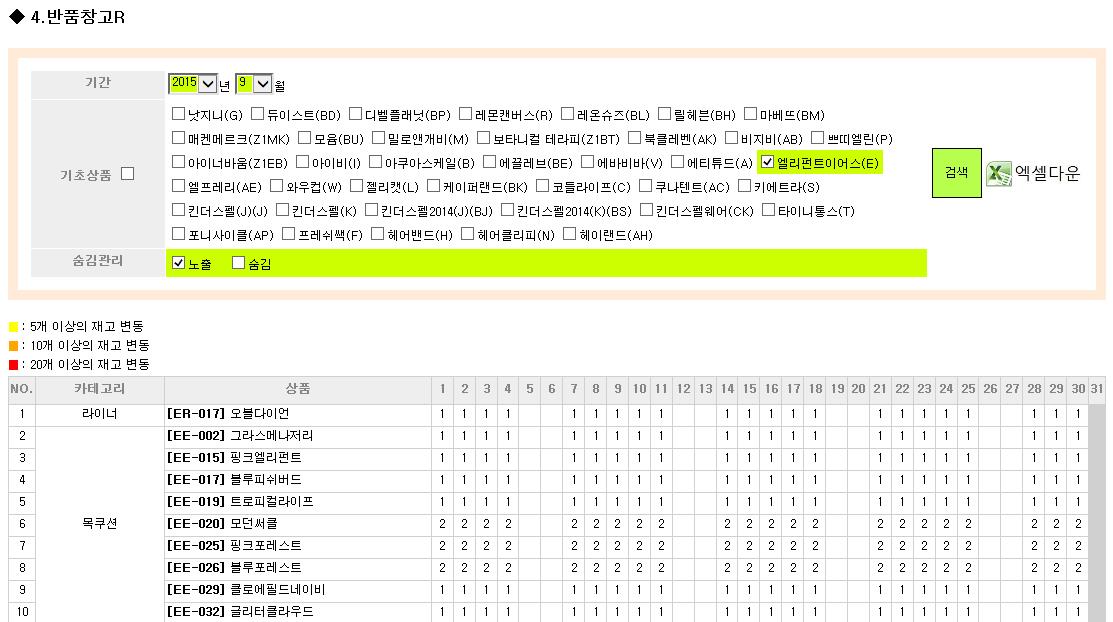 ◆ 4.반품창고R
기간 2015 년 9 월
낫지니(G) 듀이스트(BD) 디벨플래닛(BP) 레몬캔버스(R) 레온슈즈(BL) 릴헤븐(BH) 마베뜨(BM)
매켄메르크(Z1MK) 모윰(BU) 밀로앤개비(M) 보타니컬 테라피(Z1BT) 북클레벤(AK) 비지비(AB) 쁘띠엘린(P)
아이너바움(Z1EB) 아이비(I) 아쿠아스케일(B) 에끌레브(BE) 에바비바(V) 에티튜드(A) 엘리펀트이어스(E)
기초상품
엘프레리(AE) 와우컵(W) 젤리캣(L) 케이퍼랜드(BK) 코들라이프(C) 쿠나텐트(AC) 키에트라(S)
킨더스펠(J)(J) 킨더스펠(K) 킨더스펠2014(J)(BJ) 킨더스펠2014(K)(BS) 킨더스펠웨어(CK) 타이니통스(T)
포니사이클(AP) 프레쉬쌕(F) 헤어밴드(H) 헤어클리피(N) 헤이랜드(AH)
검색 엑셀다운
숨김관리 노출 숨김
: 5개 이상의 재고 변동
: 10개 이상의 재고 변동
: 20개 이상의 재고 변동
NO. 카테고리 상품 1 2 3 4 5 6 7 8 9 10 11 12 13 14 15 16 17 18 19 20 21 22 23 24 25 26 27 28 29 30 31
1 라이너 [ER-017] 오블다이언 1 1 1 1 1 1 1 1 1 1 1 1 1 1 1 1 1 1 1 1 1 1
2 [EE-002] 그라스메나저리 1 1 1 1 1 1 1 1 1 1 1 1 1 1 1 1 1 1 1 1 1 1
3 [EE-015] 핑크엘리펀트 1 1 1 1 1 1 1 1 1 1 1 1 1 1 1 1 1 1 1 1 1 1
4 [EE-017] 블루피쉬버드 1 1 1 1 1 1 1 1 1 1 1 1 1 1 1 1 1 1 1 1 1 1
5 [EE-019] 트로피컬라이프 1 1 1 1 1 1 1 1 1 1 1 1 1 1 1 1 1 1 1 1 1 1
6 목쿠션 [EE-020] 모던써클 2 2 2 2 2 2 2 2 2 2 2 2 2 2 2 2 2 2 2 2 2 2
7 [EE-025] 핑크포레스트 2 2 2 2 2 2 2 2 2 2 2 2 2 2 2 2 2 2 2 2 2 2
8 [EE-026] 블루포레스트 2 2 2 2 2 2 2 2 2 2 2 2 2 2 2 2 2 2 2 2 2 2
9 [EE-029] 클로에필드네이비 1 1 1 1 1 1 1 1 1 1 1 1 1 1 1 1 1 1 1 1 1 1
10 [EE-032] 글리터클라우드 1 1 1 1 1 1 1 1 1 1 1 1 1 1 1 1 1 1 1 1 1 1